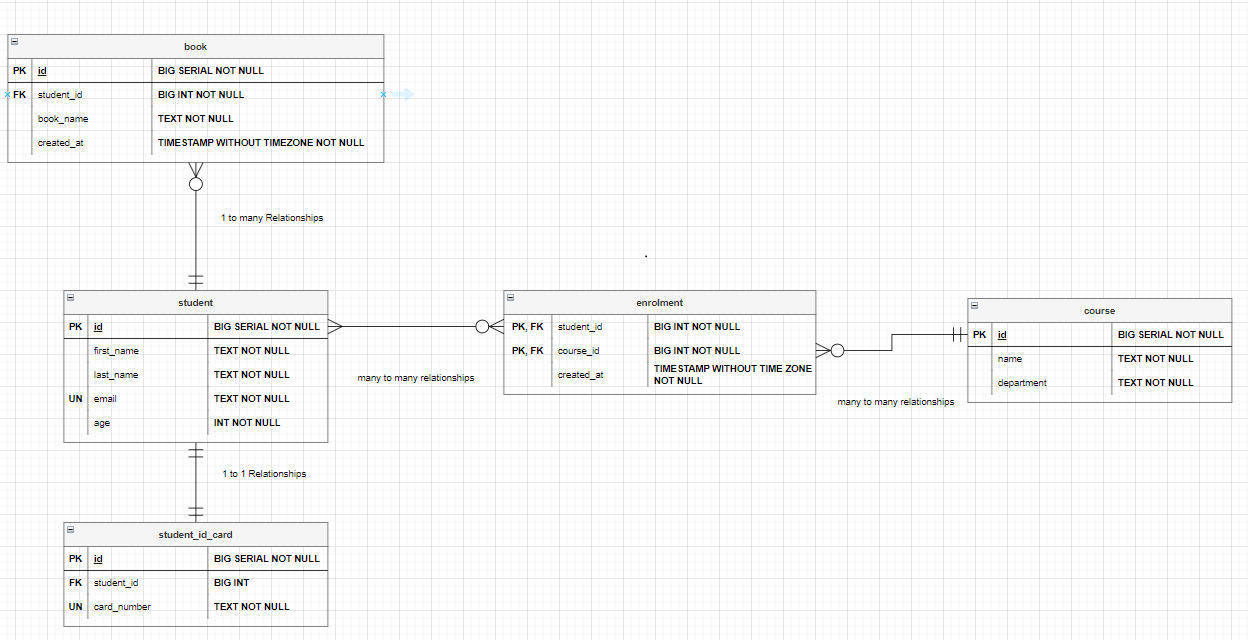 book
PK id BIG SERIAL NOT NULL
FK student_id BIG INT NOT NULL
book_name TEXT NOT NULL
created_at TIMESTAMP WITHOUT TIMEZONE NOT NULL
1 to many Relationships
student
PK id BIG SERIAL NOT NULL
first_name TEXT NOT NULL
last_name TEXT NOT NULL
UN email TEXT NOT NULL
age INT NOT NULL
many to many relationships
enrolment
PK, FK student_id BIG INT NOT NULL
PK, FK course_id BIG INT NOT NULL
created_at TIMESTAMP WITHOUT TIME ZONE
NOT NULL
many to many relationships
course
PK id BIG SERIAL NOT NULL
name TEXT NOT NULL
department TEXT NOT NULL
1 to 1 Relationships
student_id_card
PK id BIG SERIAL NOT NULL
FK student_id BIG INT
UN card_number TEXT NOT NULL